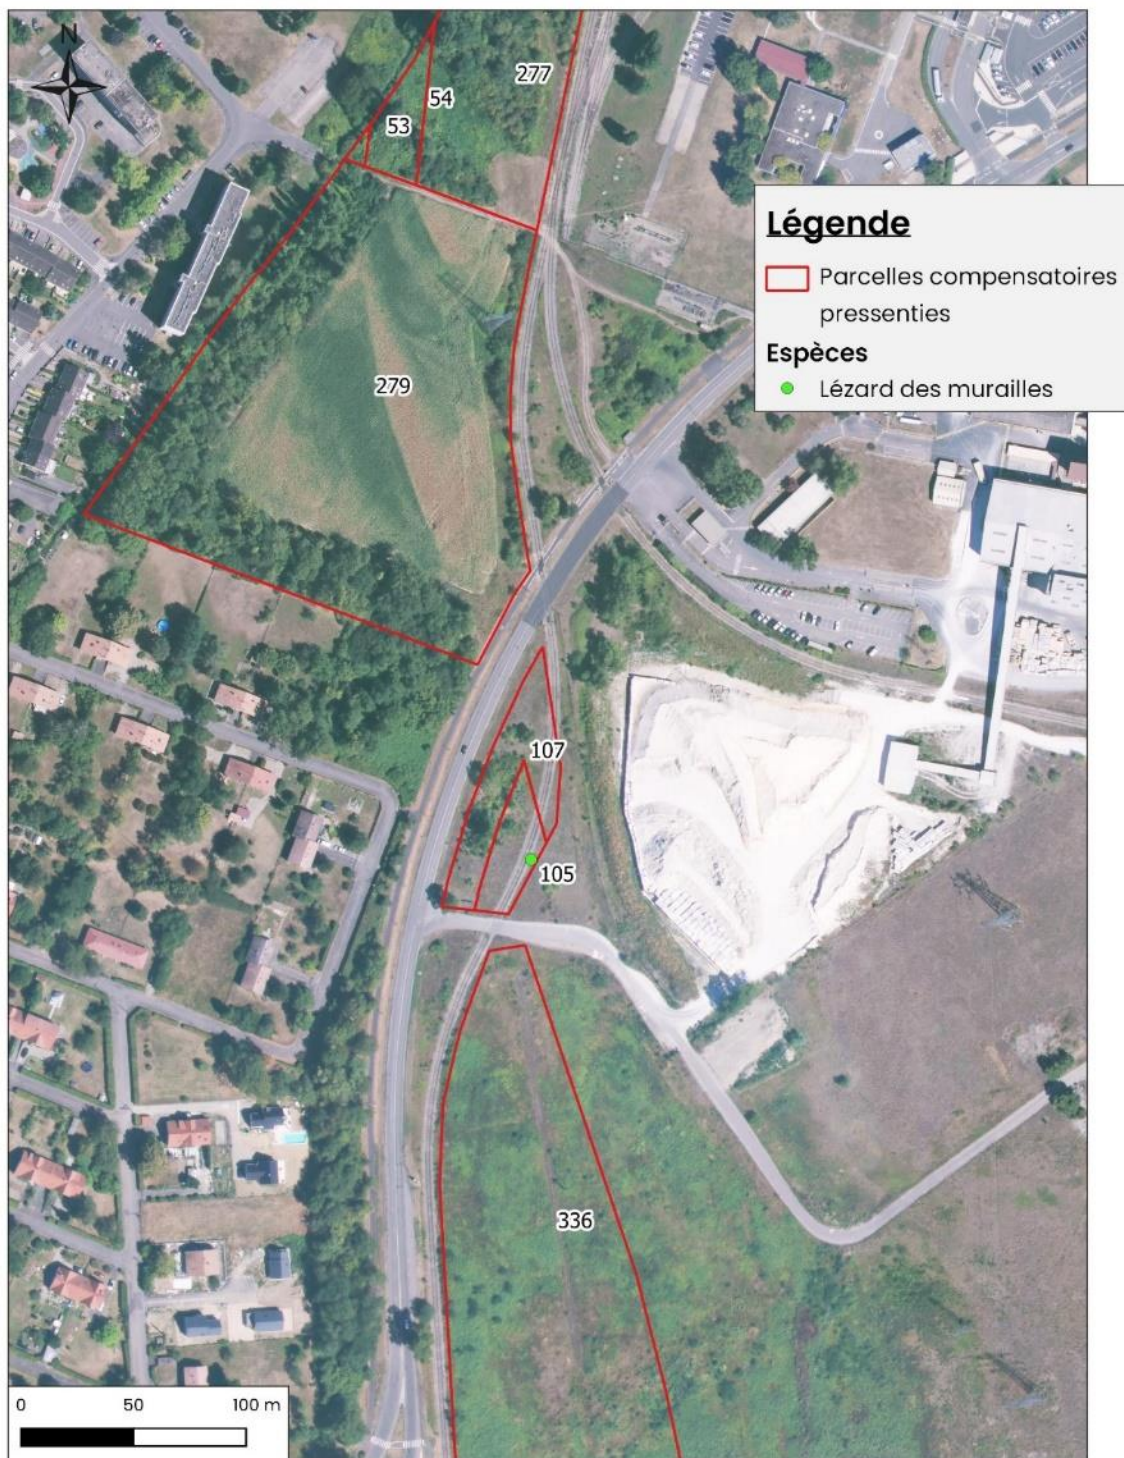 N
277
54
53
Légende
Parcelles compensatoires
pressenties
Espèces
Lézard des murailles
279
107
105
336
0 50 100 m